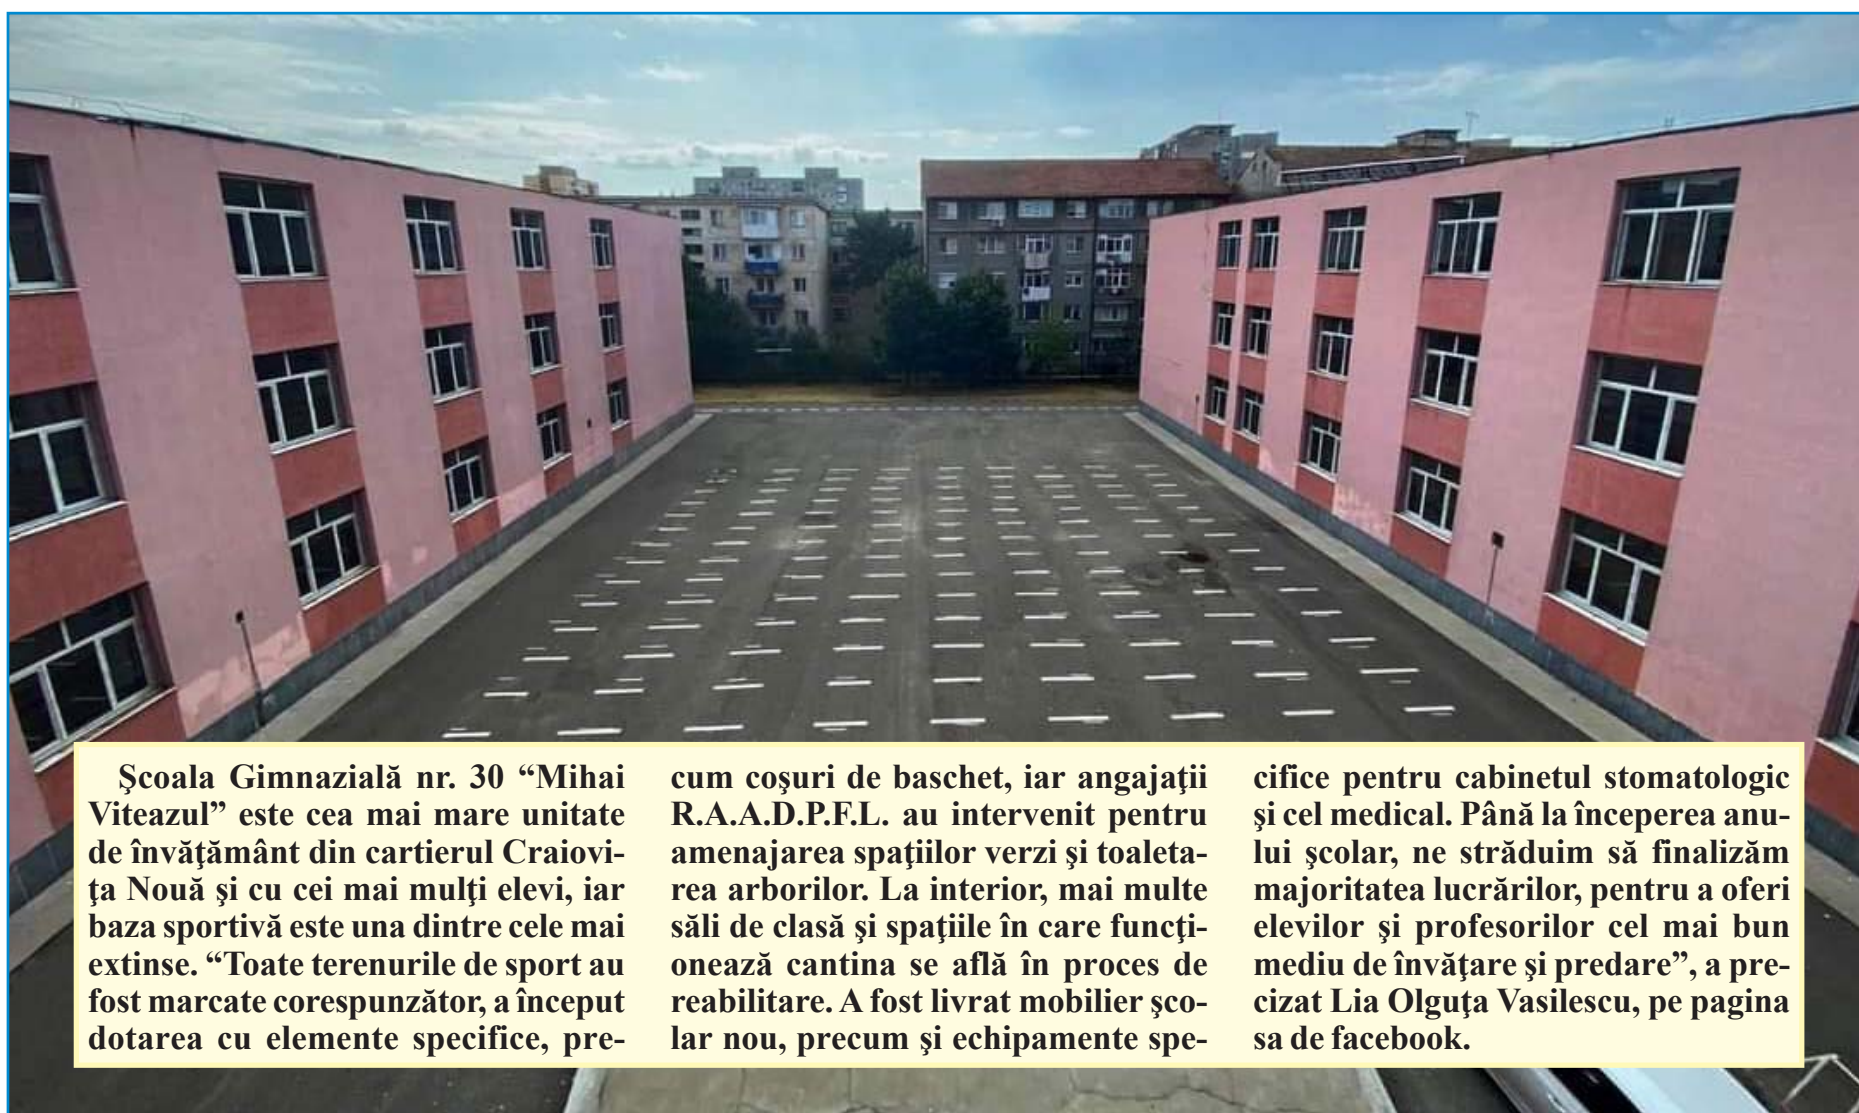 Şcoala Gimnazială nr. 30 “Mihai
Viteazul” este cea mai mare unitate
de învăţământ din cartierul Craiovi-
ţa Nouă şi cu cei mai mulţi elevi, iar
baza sportivă este una dintre cele mai
extinse. “Toate terenurile de sport au
fost marcate corespunzător, a început
dotarea cu elemente specifice, pre-
cum coşuri de baschet, iar angajaţii
R.A.A.D.P.F.L. au intervenit pentru
amenajarea spaţiilor verzi şi toaleta-
rea arborilor. La interior, mai multe
săli de clasă şi spaţiile în care funcţi-
onează cantina se află în proces de
reabilitare. A fost livrat mobilier şco-
lar nou, precum şi echipamente spe-
cifice pentru cabinetul stomatologic
şi cel medical. Până la începerea anu-
lui şcolar, ne străduim să finalizăm
majoritatea lucrărilor, pentru a oferi
elevilor şi profesorilor cel mai bun
mediu de învăţare şi predare”, a pre-
cizat Lia Olguţa Vasilescu, pe pagina
sa de facebook.